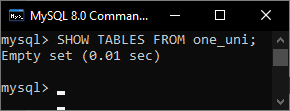 MySQL 8.0 Comman...
mysql> SHOW TABLES FROM one_uni;
Empty set (0.01 sec)
mysql>